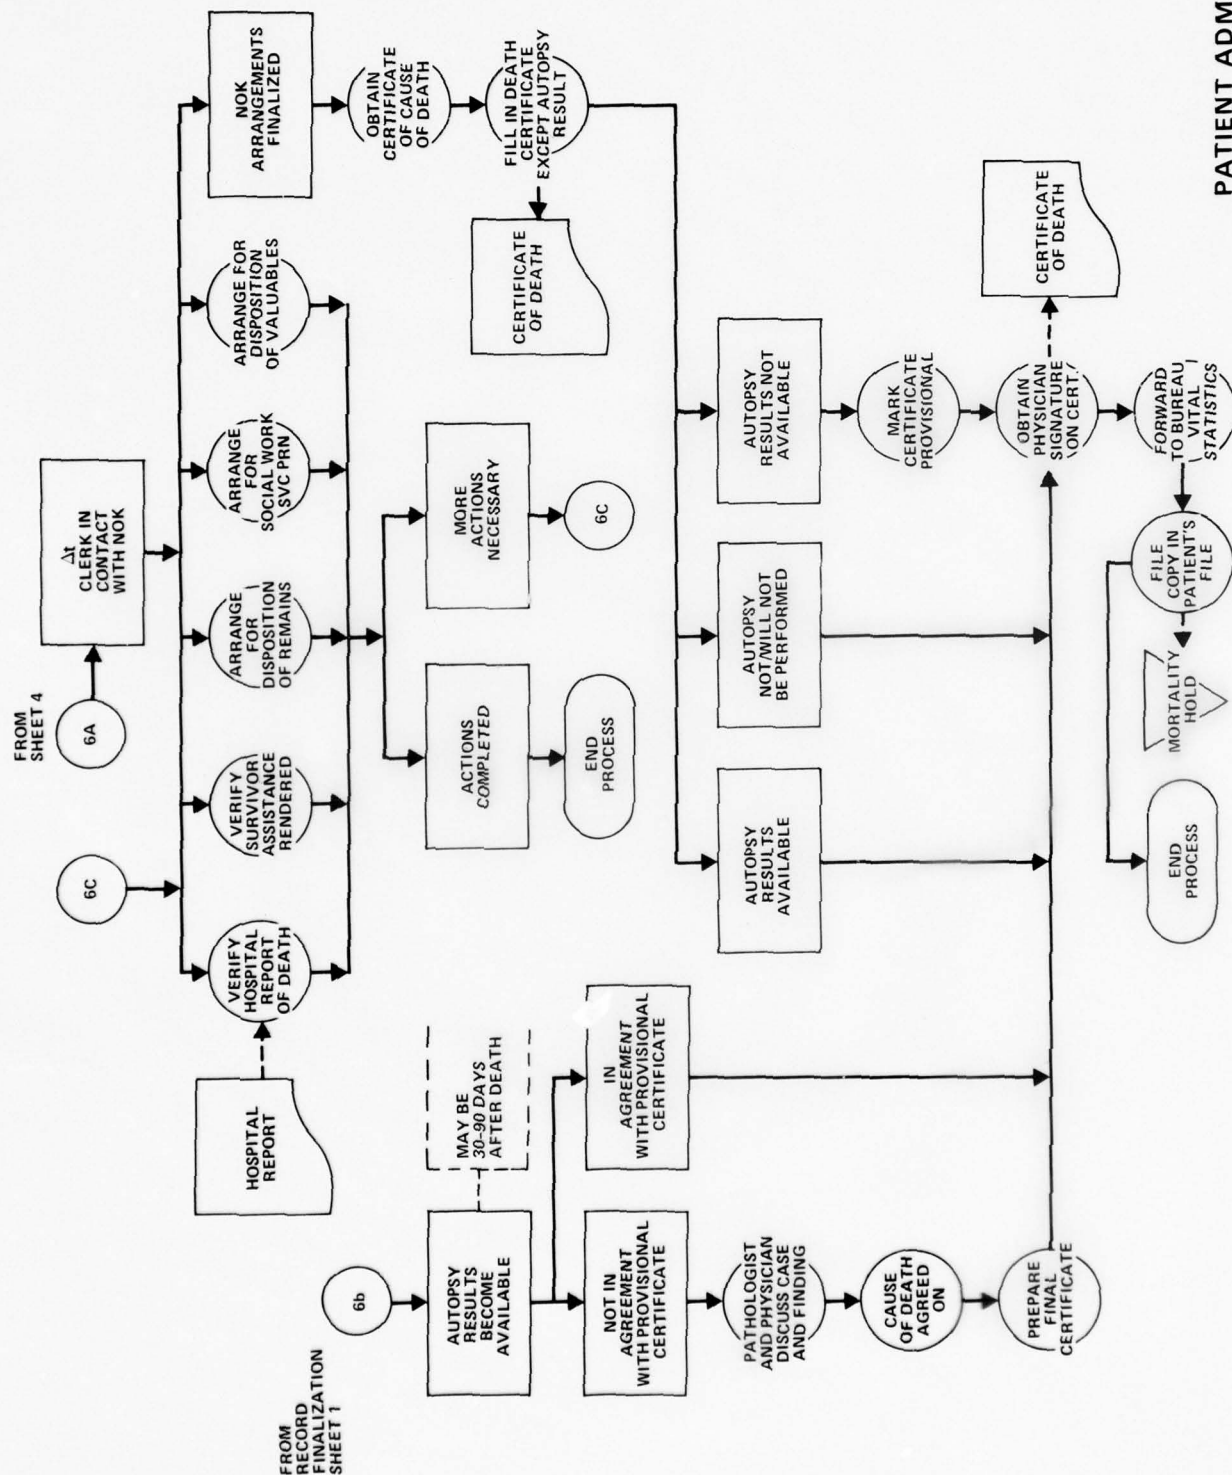 FROM
SHEET 4
6A
Δt
CLERK IN
CONTACT
WITH NOK
6C
VERIFY
HOSPITAL
REPORT
OF DEATH
VERIFY
SURVIVOR
ASSISTANCE
RENDERED
ARRANGE
FOR
DISPOSITION
OF REMAINS
ARRANGE
FOR
SOCIAL WORK
SVC PRN
ARRANGE FOR
DISPOSITION
OF VALUABLES
NOK
ARRANGEMENTS
FINALIZED
HOSPITAL
REPORT
OBTAIN
CERTIFICATE
OF CAUSE
OF DEATH
FILL IN DEATH
CERTIFICATE
EXCEPT AUTOPSY
RESULT
CERTIFICATE
OF DEATH
ACTIONS
COMPLETED
MORE
ACTIONS
NECESSARY
END
PROCESS
6C
FROM
RECORD
FINALIZATION
SHEET 1
6b
AUTOPSY
RESULTS
BECOME
AVAILABLE
MAY BE
30-90 DAYS
AFTER DEATH
NOT IN
AGREEMENT
WITH PROVISIONAL
CERTIFICATE
IN
AGREEMENT
WITH PROVISIONAL
CERTIFICATE
PATHOLOGIST
AND PHYSICIAN
DISCUSS CASE
AND FINDING
CAUSE
OF DEATH
AGREED
ON
PREPARE
FINAL
CERTIFICATE
AUTOPSY
RESULTS
AVAILABLE
AUTOPSY
NOT/WILL NOT
BE PERFORMED
AUTOPSY
RESULTS NOT
AVAILABLE
MARK
CERTIFICATE
PROVISIONAL
OBTAIN
PHYSICIAN
SIGNATURE
ON CERT.
CERTIFICATE
OF DEATH
FORWARD
TO BUREAU
VITAL
STATISTICS
FILE
COPY IN
PATIENT'S
FILE
MORTALITY
HOLD
END
PROCESS
PATIENT ADM